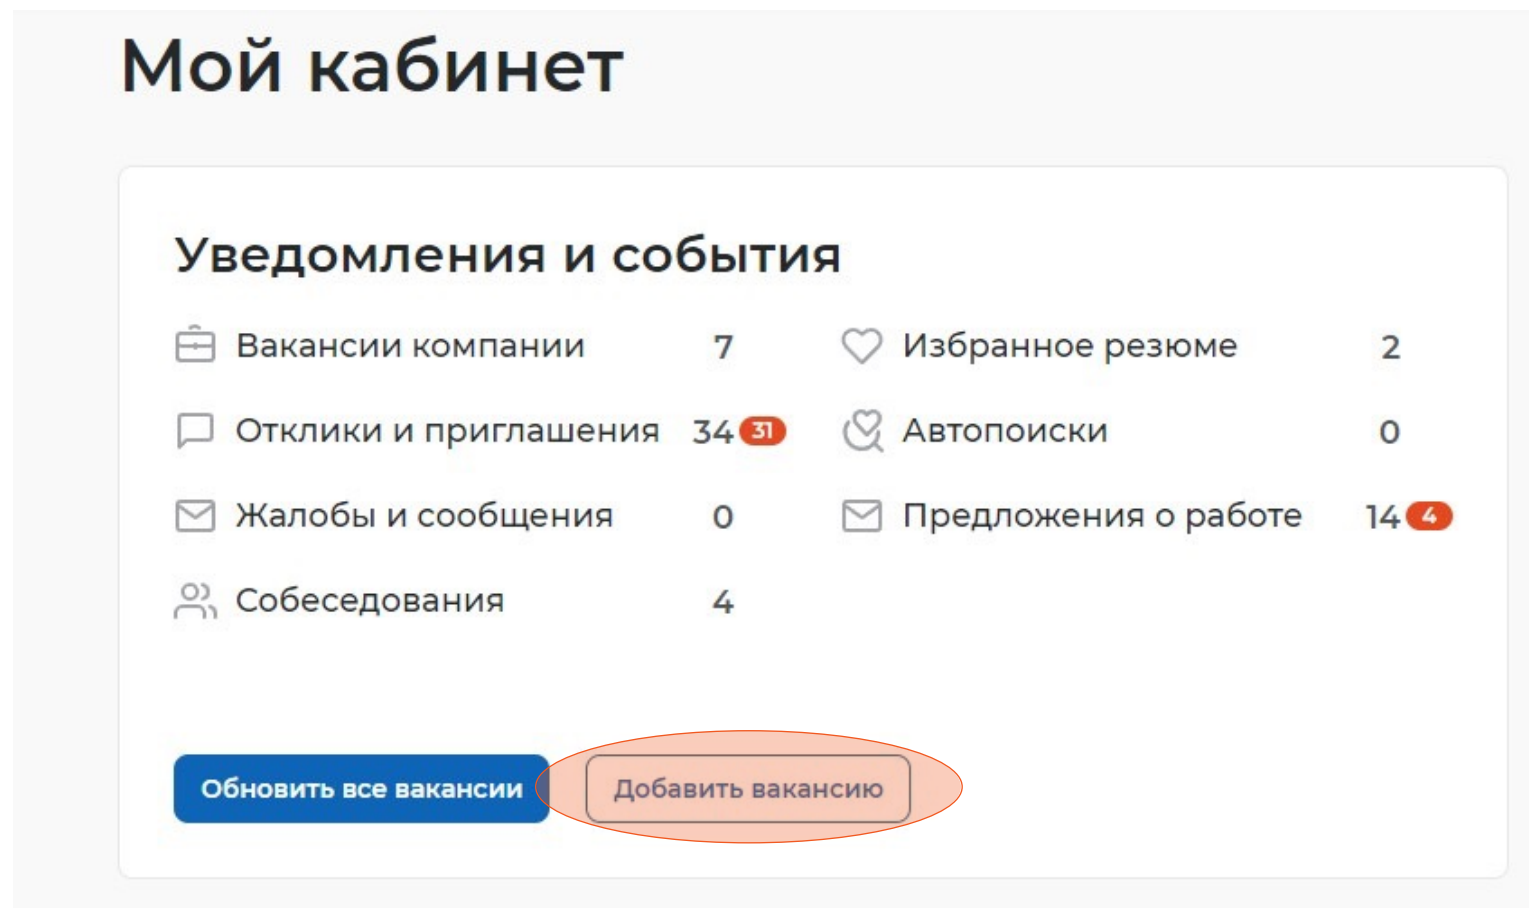 Мой кабинет
Уведомления и события
Вакансии компании 7
Избранное резюме 2
Отклики и приглашения 34 31
Автопоиски 0
Жалобы и сообщения 0
Предложения о работе 14 4
Собеседования 4
Обновить все вакансии
Добавить вакансию